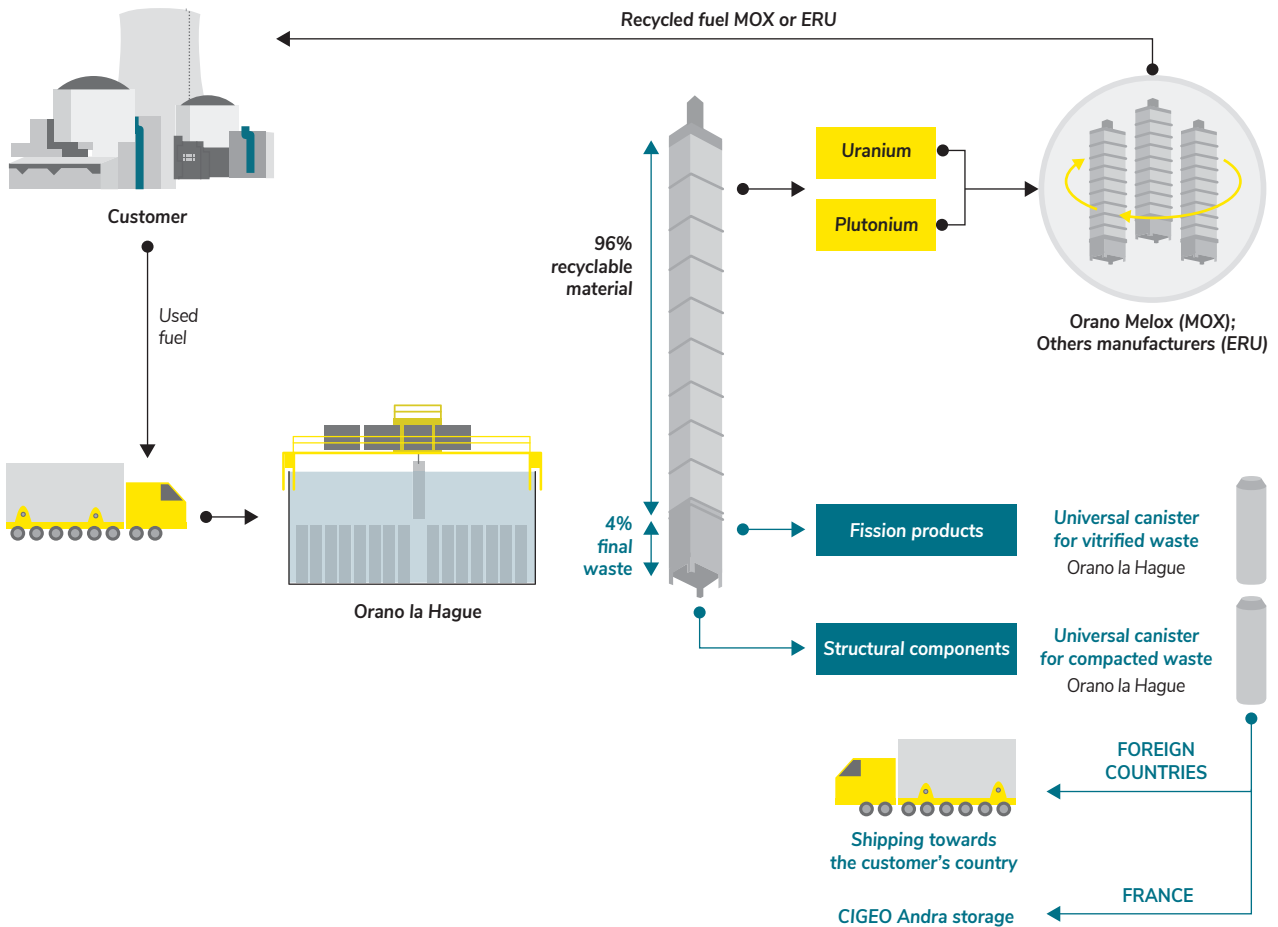 Recycled fuel MOX or ERU
Customer
Used
fuel
Orano la Hague
96%
recyclable
material
4%
final
waste
Uranium
Plutonium
Orano Melox (MOX);
Others manufacturers (ERU)
Fission products
Universal canister
for vitrified waste
Orano la Hague
Structural components
Universal canister
for compacted waste
Orano la Hague
FOREIGN
COUNTRIES
Shipping towards
the customer's country
FRANCE
CIGEO Andra storage